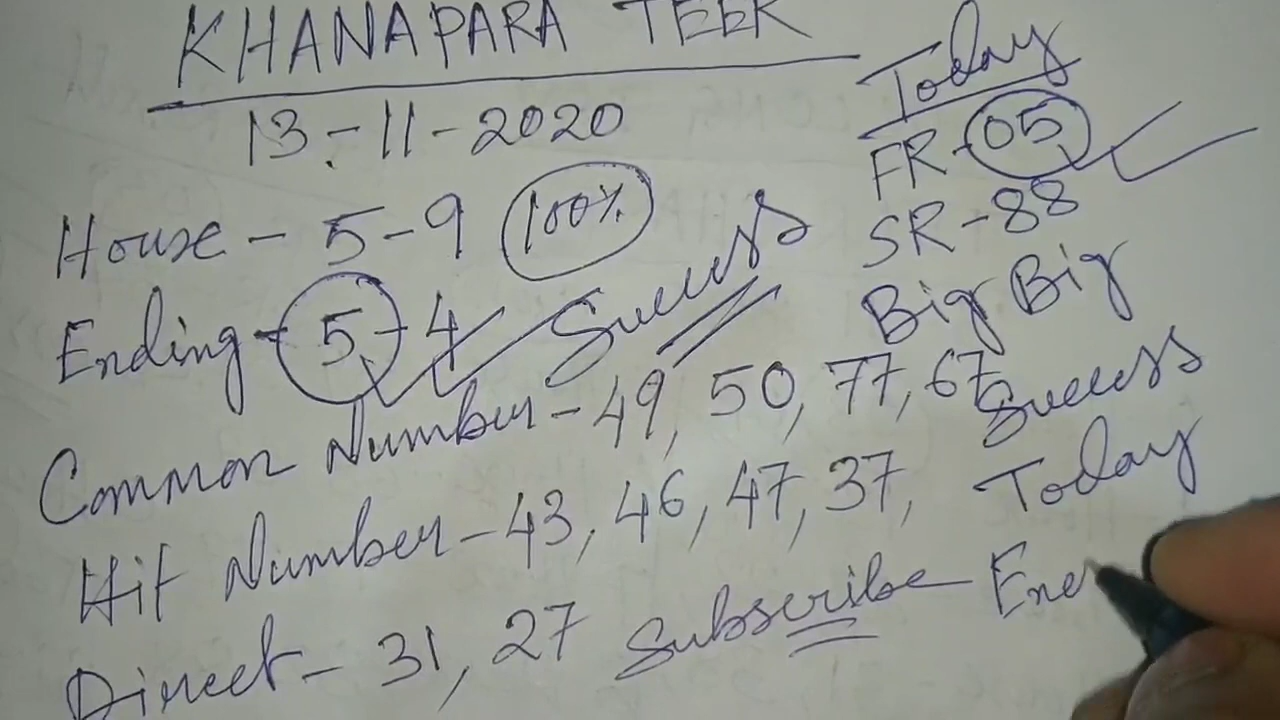 KHANAPARA TEER
13-11-2020
House - 5-9 100%
Ending - 5-4 Success
Common Number - 49, 50, 77, 67
Hit Number - 43, 46, 47, 37,
Direct - 31, 27 Subscribe
Today
FR - 05
SR - 88
Big Big
Success
Today